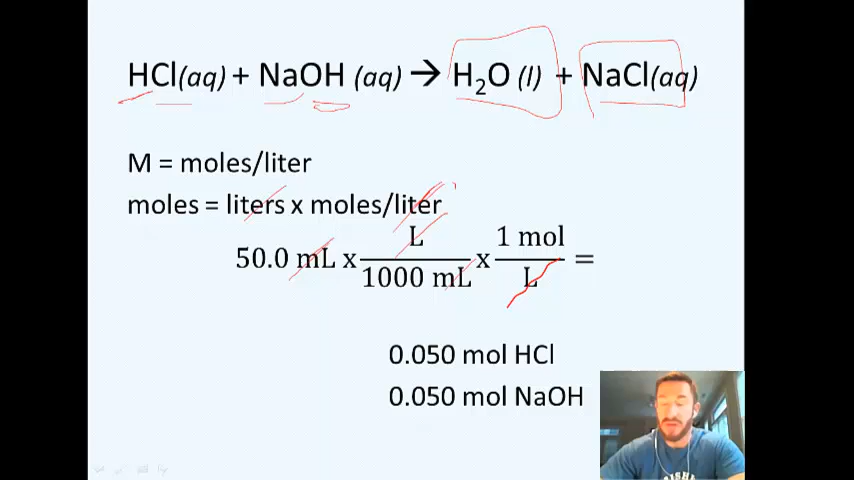 HCl(aq) + NaOH (aq) → H₂O (l) + NaCl(aq)
M = moles/liter
moles = liters x moles/liter
50.0 mL x L/1000 mL x 1 mol/L =
0.050 mol HCl
0.050 mol NaOH